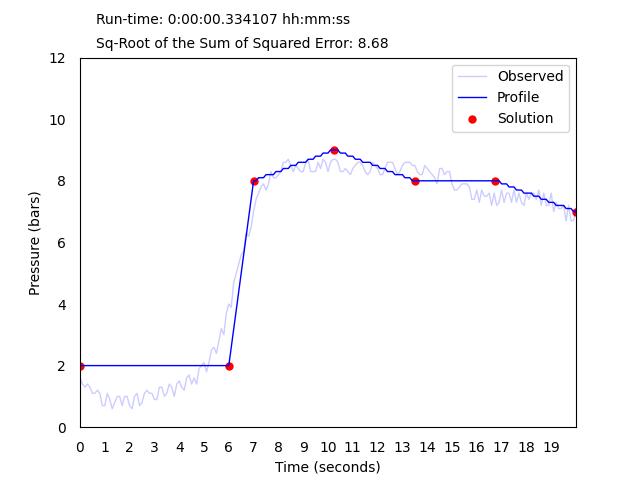 Run-time: 0:00:00.334107 hh:mm:ss
Sq-Root of the Sum of Squared Error: 8.68
12
10
8
6
4
2
0
Observed
Profile
Solution
Pressure (bars)
0 1 2 3 4 5 6 7 8 9 10 11 12 13 14 15 16 17 18 19
Time (seconds)